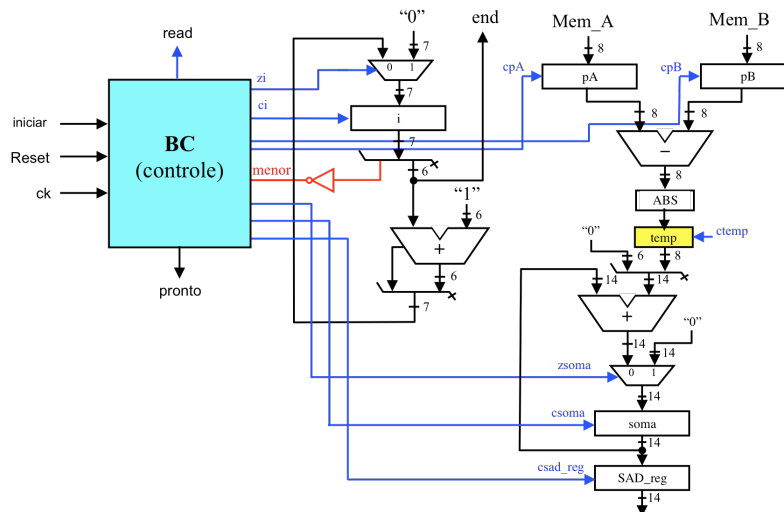 read
"0"
end
Mem_A
Mem_B
7
8
8
zi
0 1
cpA
pA
cpB
pB
7
ci
i
8
8
iniciar
BC
(controle)
7
–
Reset
menor
6
8
"1"
ABS
ck
6
ctemp
temp
"0"
+
6
8
6
14
14
pronto
7
+
"0"
14
14
zsoma
0 1
14
csoma
soma
14
csad_reg
SAD_reg
14